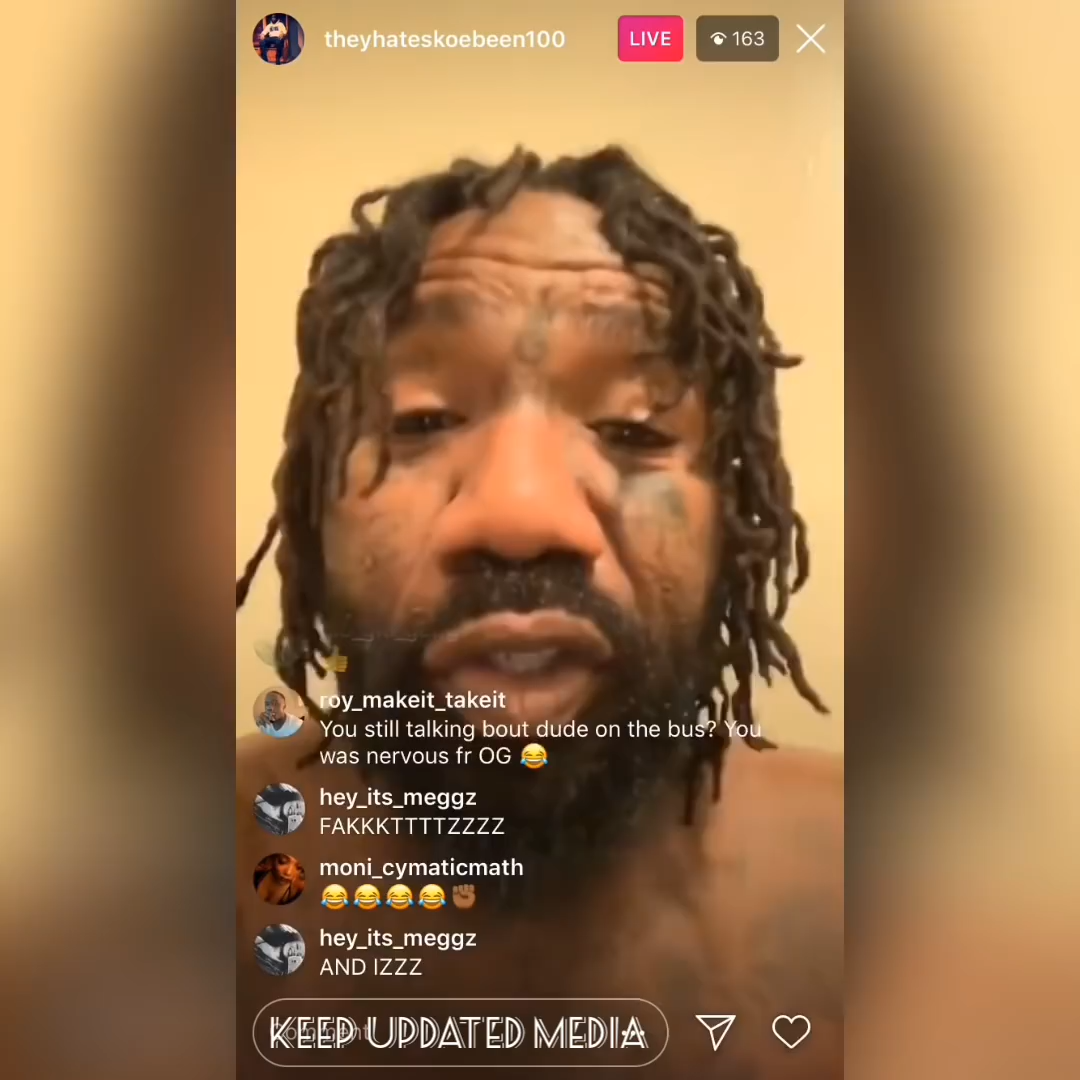 theyhateskoebeen100
LIVE
163
roy_makeit_takeit
You still talking bout dude on the bus? You
was nervous fr OG 😂
hey_its_meggz
FAKKKTTTTZZZZ
moni_cymaticmath
😂😂😂😂✊🏾
hey_its_meggz
AND IZZZ
Comment
KEEP UPDATED MEDIA